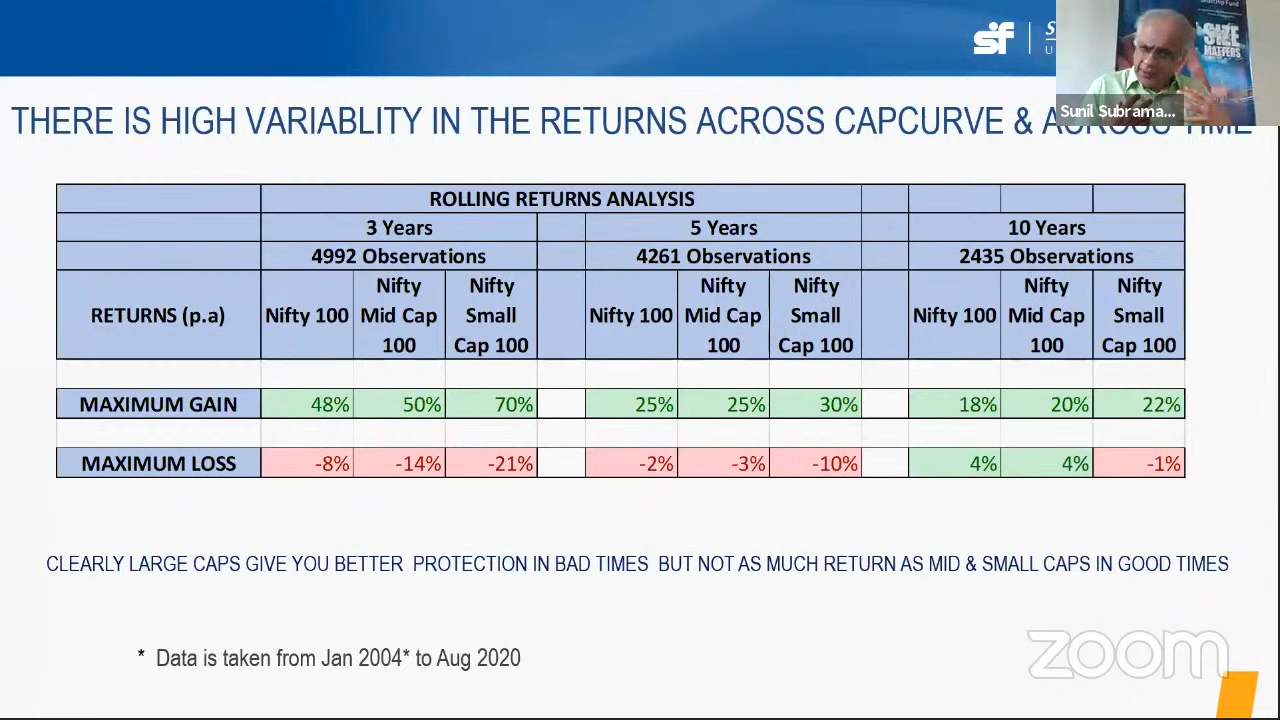 sf S
U
SIZE
MATTERS
Sunil Subrama...
THERE IS HIGH VARIABLITY IN THE RETURNS ACROSS CAPCURVE & ACROSS TIME
ROLLING RETURNS ANALYSIS
3 Years 5 Years 10 Years
4992 Observations 4261 Observations 2435 Observations
RETURNS (p.a) Nifty 100 Nifty Mid Cap 100 Nifty Small Cap 100 Nifty 100 Nifty Mid Cap 100 Nifty Small Cap 100 Nifty 100 Nifty Mid Cap 100 Nifty Small Cap 100
MAXIMUM GAIN 48% 50% 70% 25% 25% 30% 18% 20% 22%
MAXIMUM LOSS -8% -14% -21% -2% -3% -10% 4% 4% -1%
CLEARLY LARGE CAPS GIVE YOU BETTER PROTECTION IN BAD TIMES BUT NOT AS MUCH RETURN AS MID & SMALL CAPS IN GOOD TIMES
* Data is taken from Jan 2004* to Aug 2020
zoom